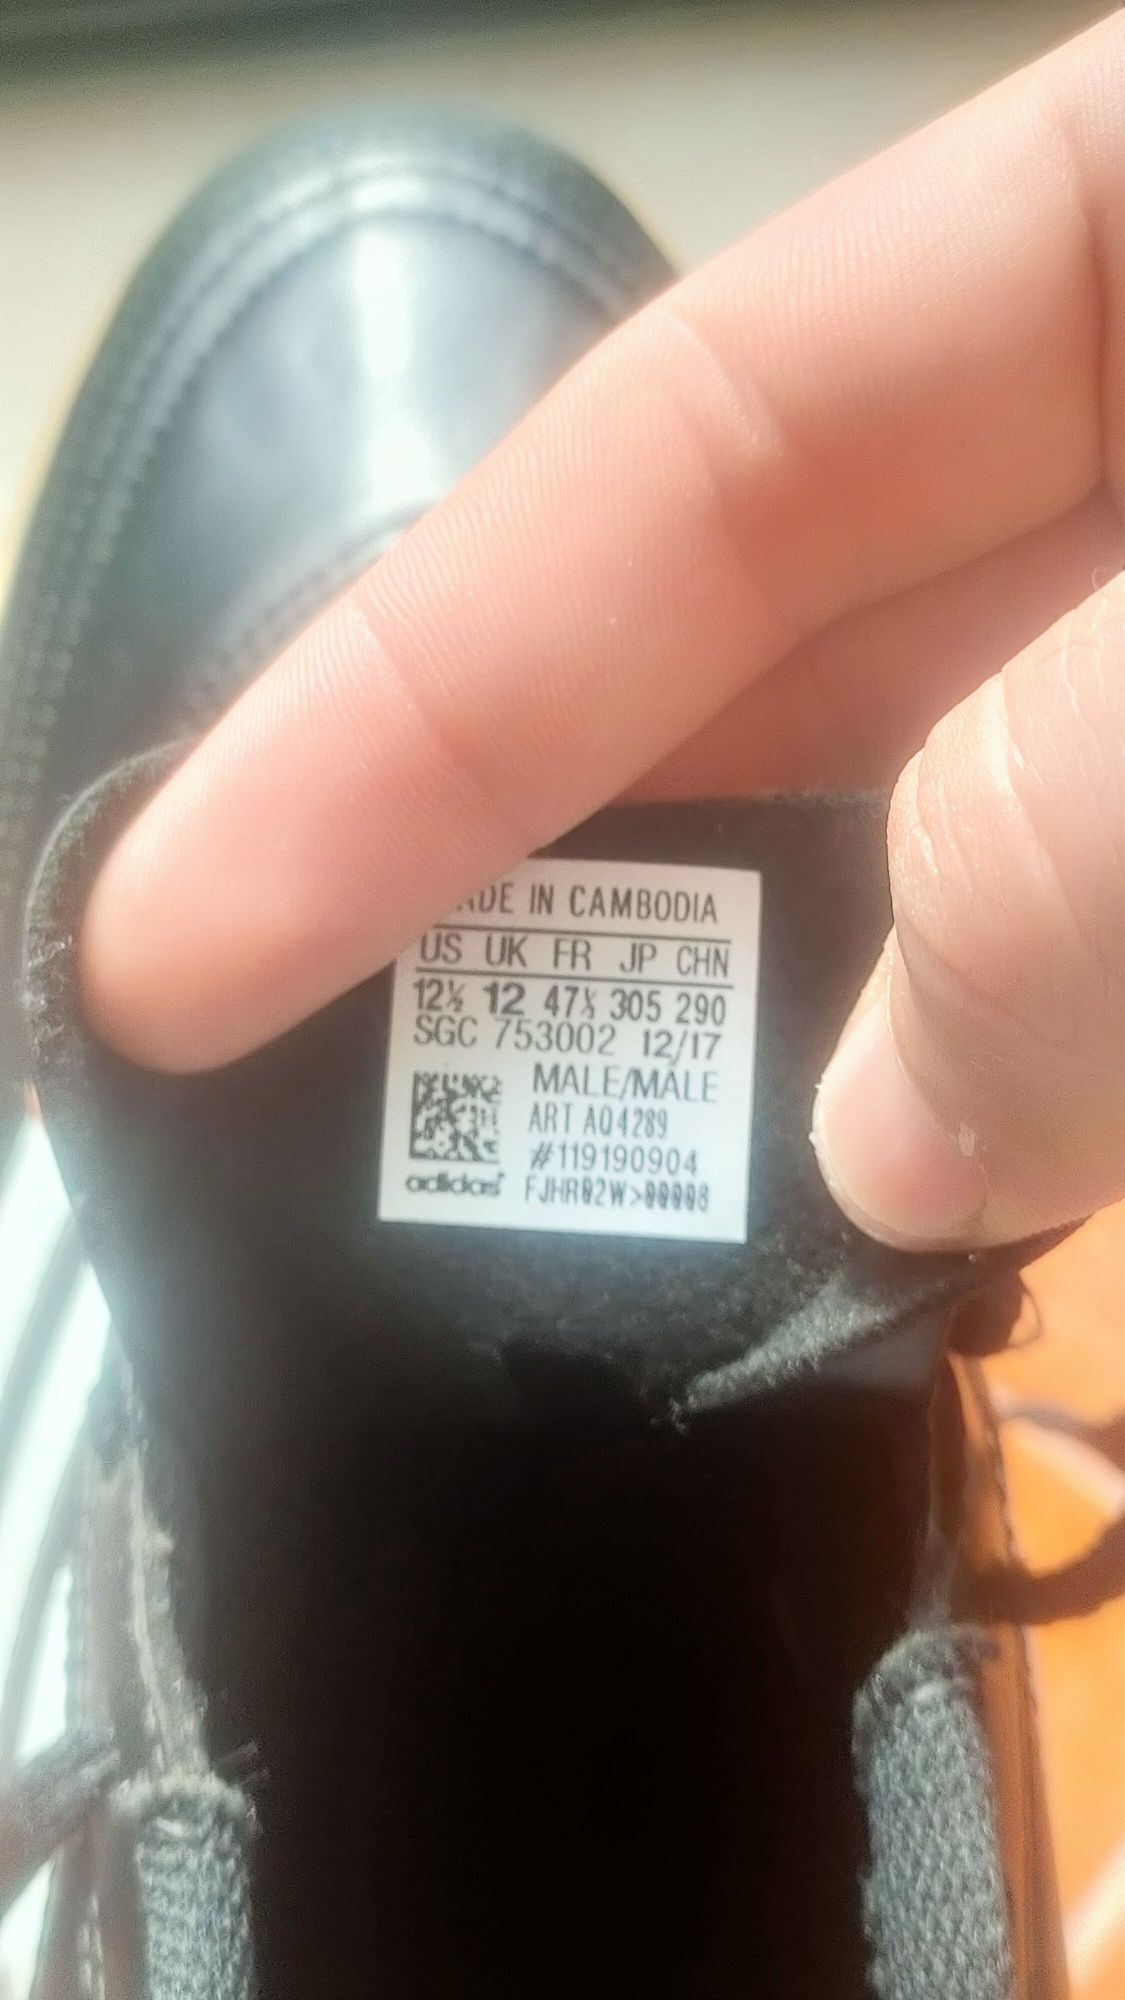 MADE IN CAMBODIA
US UK FR JP CHN
12½ 12 47⅓ 305 290
SGC 753002 12/17
MALE/MALE
ART AQ4289
#119190904
adidas